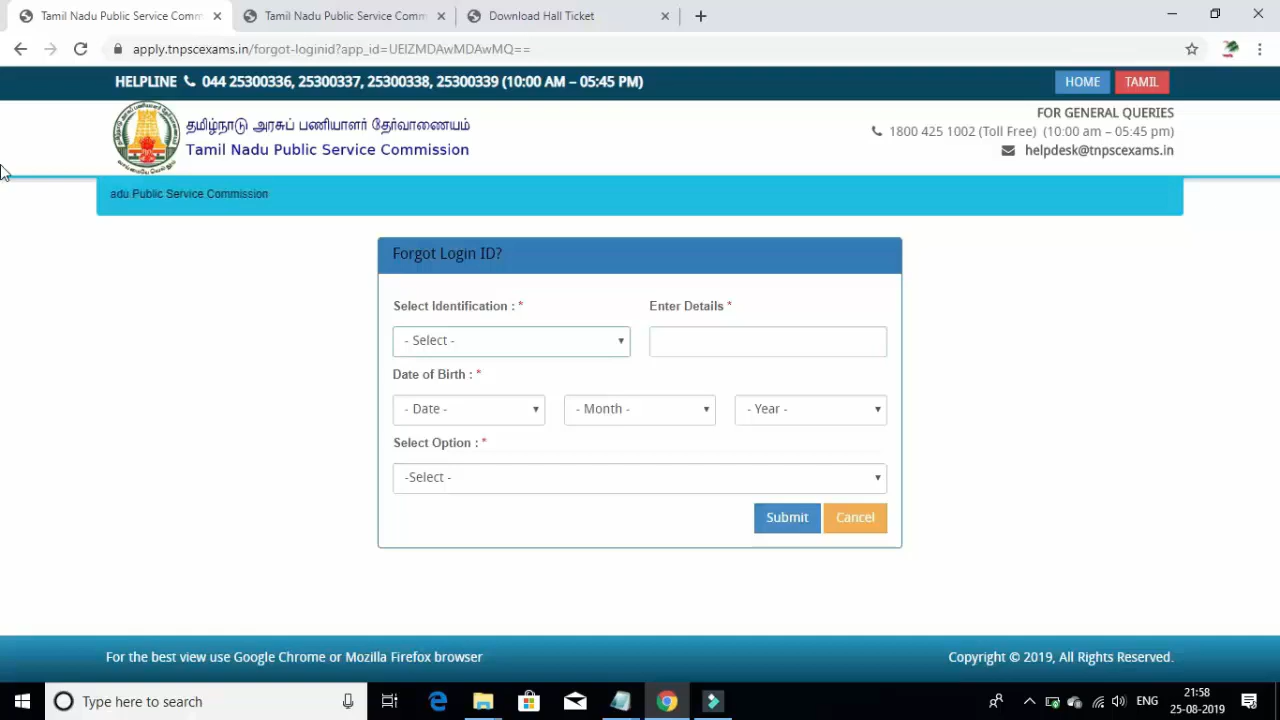 Tamil Nadu Public Service Comm
Tamil Nadu Public Service Comm
Download Hall Ticket
apply.tnpscexams.in/forgot-loginid?app_id=UElZMDAwMDAwMQ==
HELPLINE 044 25300336, 25300337, 25300338, 25300339 (10:00 AM – 05:45 PM)
HOME
TAMIL
தமிழ்நாடு அரசுப் பணியாளர் தேர்வாணையம்
Tamil Nadu Public Service Commission
FOR GENERAL QUERIES
1800 425 1002 (Toll Free) (10:00 am – 05:45 pm)
helpdesk@tnpscexams.in
adu Public Service Commission
Forgot Login ID?
Select Identification : *
Enter Details *
- Select -
Date of Birth : *
- Date -
- Month -
- Year -
Select Option : *
-Select -
Submit
Cancel
For the best view use Google Chrome or Mozilla Firefox browser
Copyright © 2019, All Rights Reserved.
Type here to search
ENG
21:58
25-08-2019